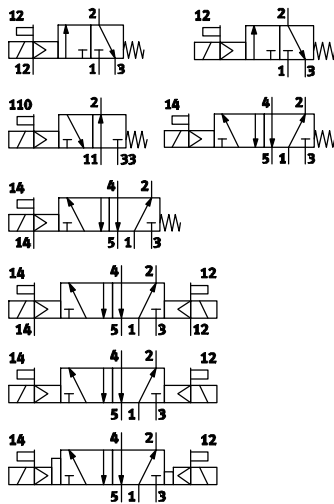 12 2 12 2
12 1 3 1 3
110 2 14 4 2
11 33 5 1 3
14 4 2
14 5 1 3
14 4 2 12
14 5 1 3 12
14 4 2 12
5 1 3
14 4 2 12
5 1 3